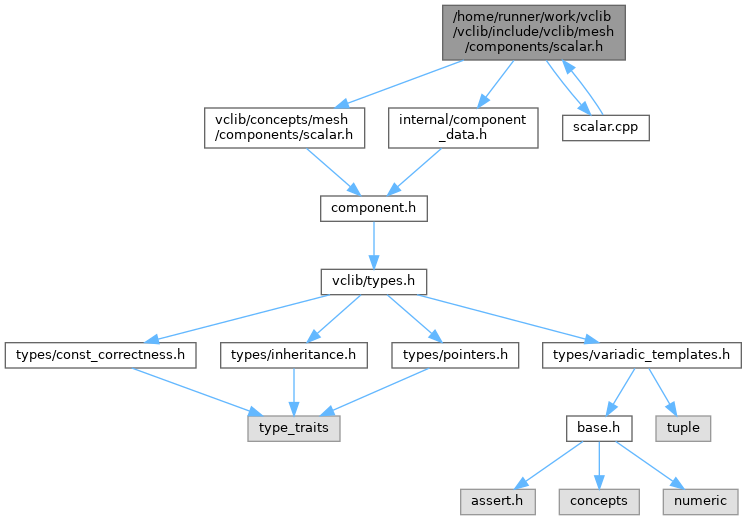 /home/runner/work/vclib
/vclib/include/vclib/mesh
/components/scalar.h
vclib/concepts/mesh
/components/scalar.h
internal/component
_data.h
scalar.cpp
component.h
vclib/types.h
types/const_correctness.h
types/inheritance.h
types/pointers.h
types/variadic_templates.h
type_traits
base.h
tuple
assert.h
concepts
numeric